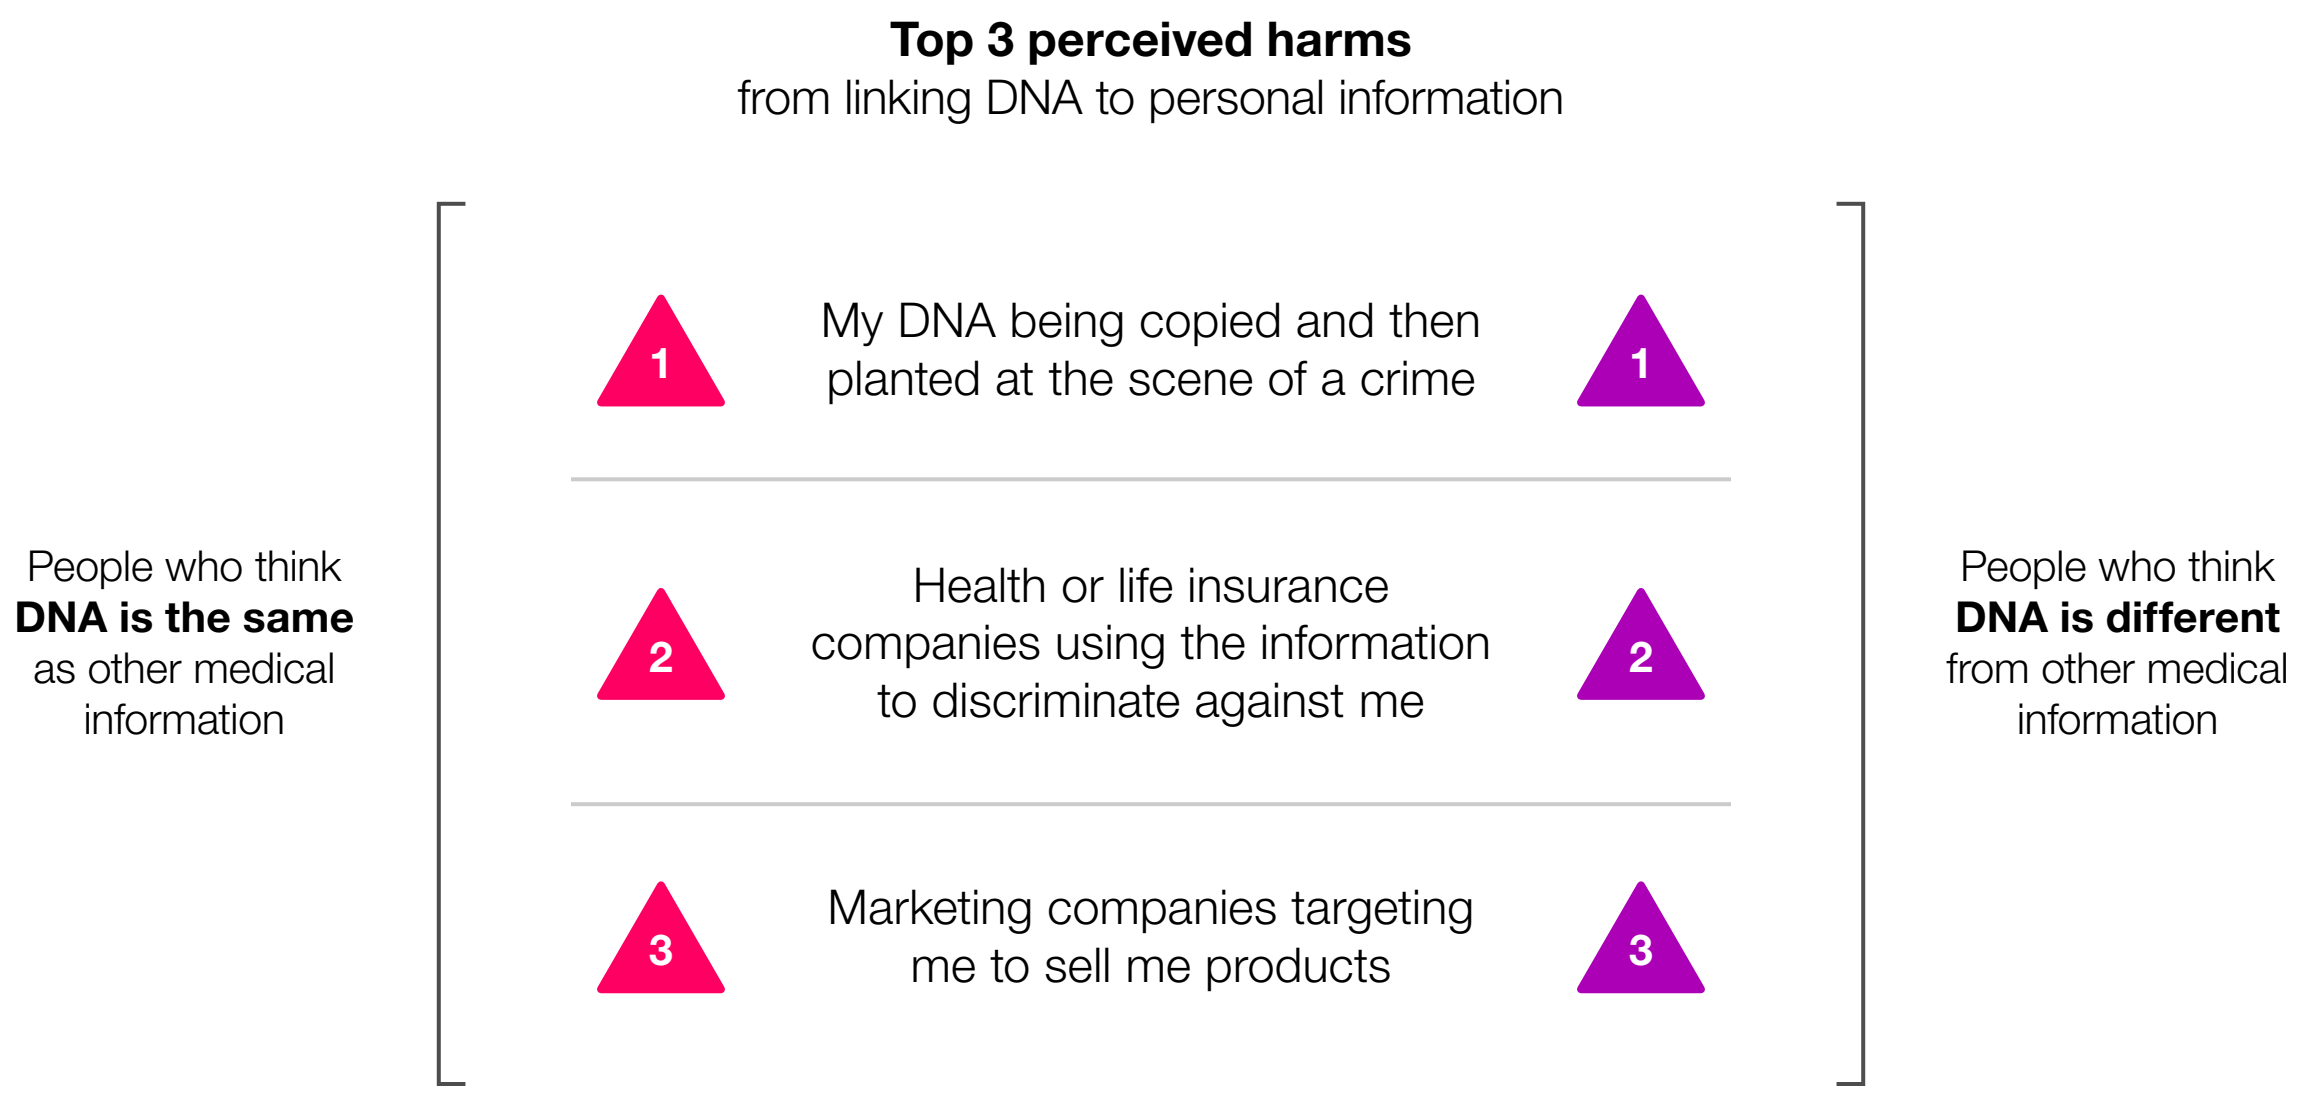 Top 3 perceived harms
from linking DNA to personal information
People who think
DNA is the same
as other medical
information
1
My DNA being copied and then
planted at the scene of a crime
1
2
Health or life insurance
companies using the information
to discriminate against me
2
3
Marketing companies targeting
me to sell me products
3
People who think
DNA is different
from other medical
information